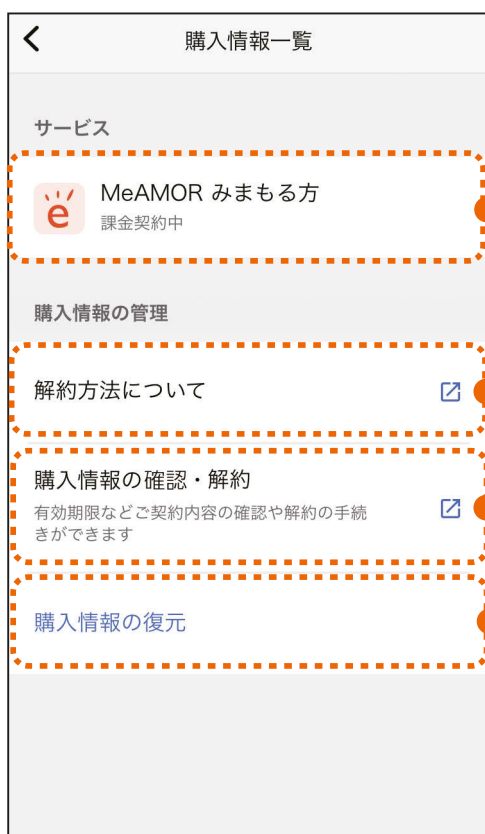 購入情報一覧
サービス
e
MeAMOR みまもる方
課金契約中
購入情報の管理
解約方法について
購入情報の確認・解約
有効期限などご契約内容の確認や解約の手続
きができます
購入情報の復元